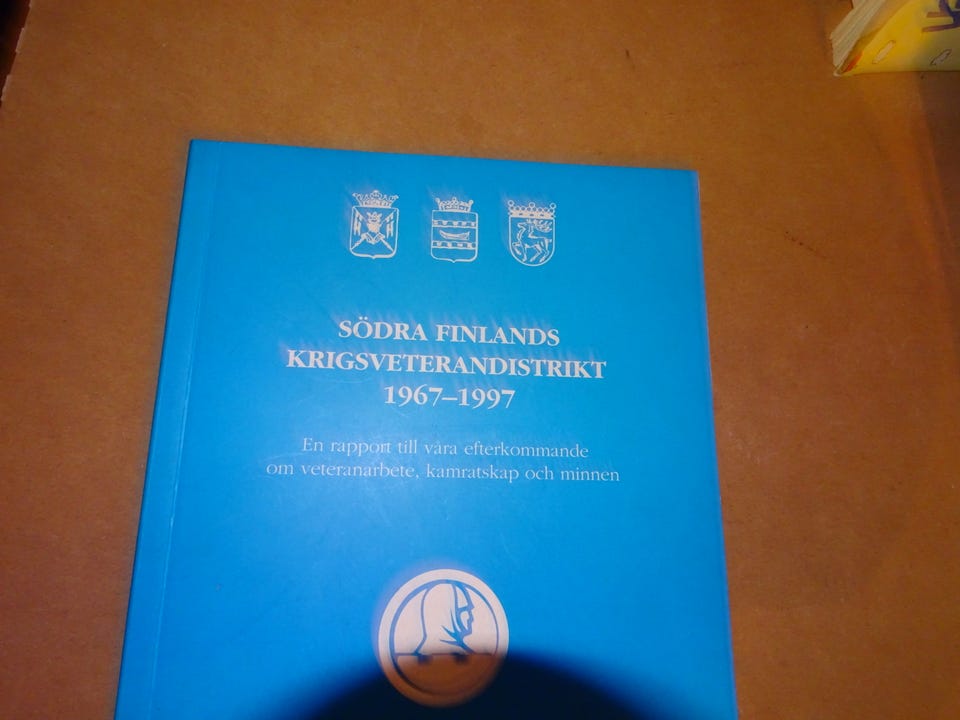 SÖDRA FINLANDS
KRIGSVETERANDISTRIKT
1967–1997
En rapport till våra efterkommande
om veteranarbete, kamratskap och minnen